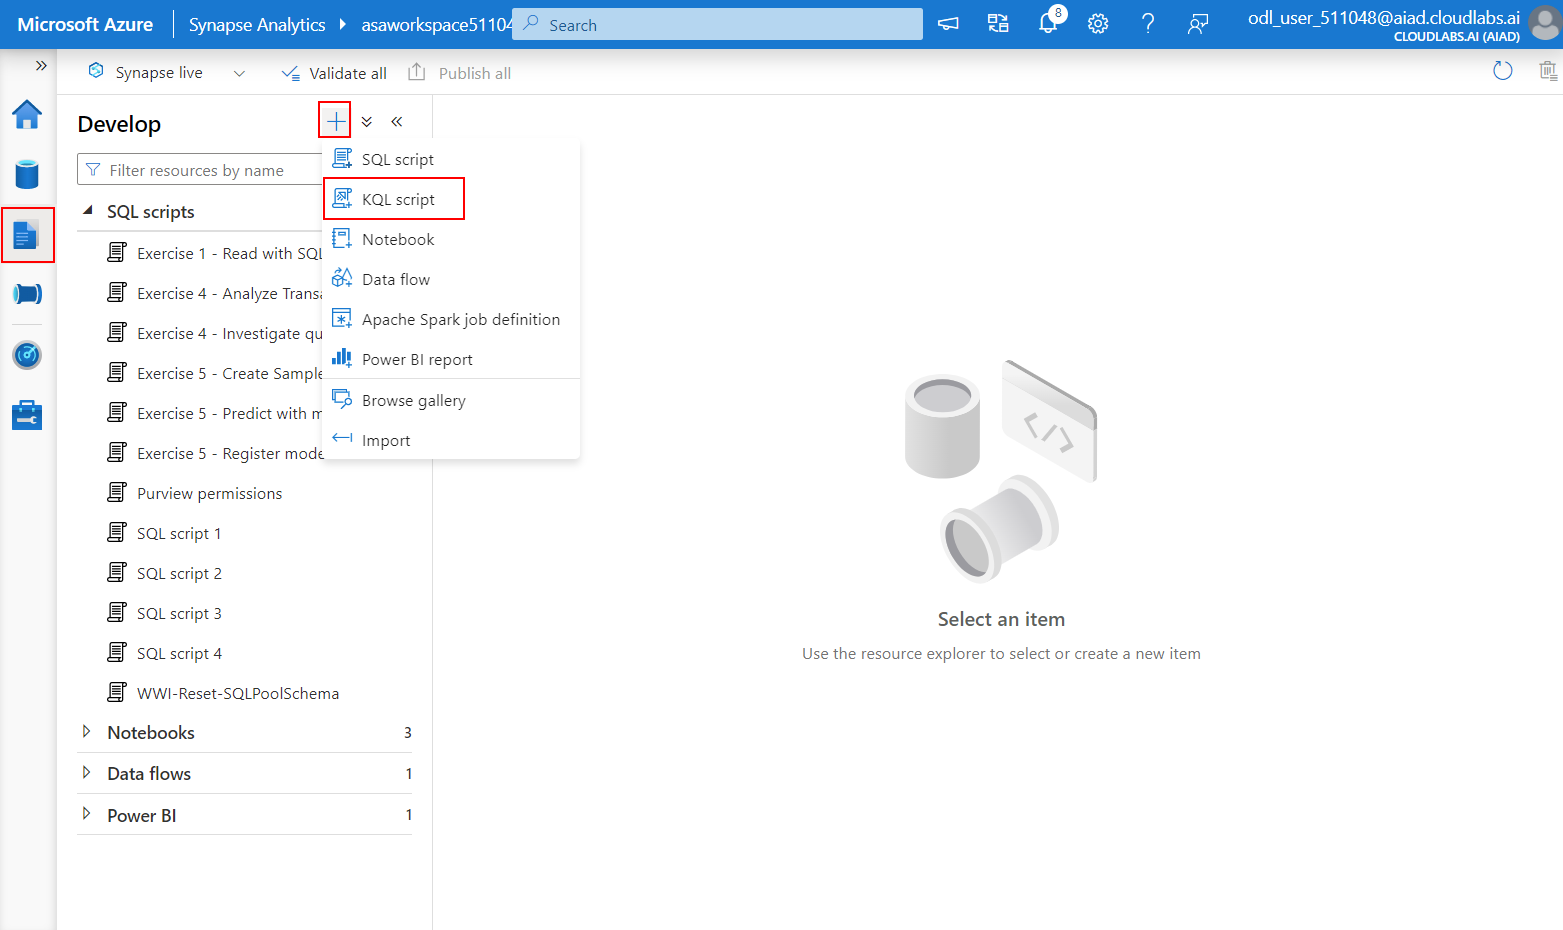 Microsoft Azure
Synapse Analytics
asaworkspace51104
Search
8
odl_user_511048@aiad.cloudlabs.ai
CLOUDLABS.AI (AIAD)
Synapse live
Validate all
Publish all
Develop
Filter resources by name
SQL scripts
Exercise 1 - Read with SQL
Exercise 4 - Analyze Transa
Exercise 4 - Investigate qu
Exercise 5 - Create Sample
Exercise 5 - Predict with m
Exercise 5 - Register mode
Purview permissions
SQL script 1
SQL script 2
SQL script 3
SQL script 4
WWI-Reset-SQLPoolSchema
Notebooks 3
Data flows 1
Power BI 1
SQL script
KQL script
Notebook
Data flow
Apache Spark job definition
Power BI report
Browse gallery
Import
Select an item
Use the resource explorer to select or create a new item